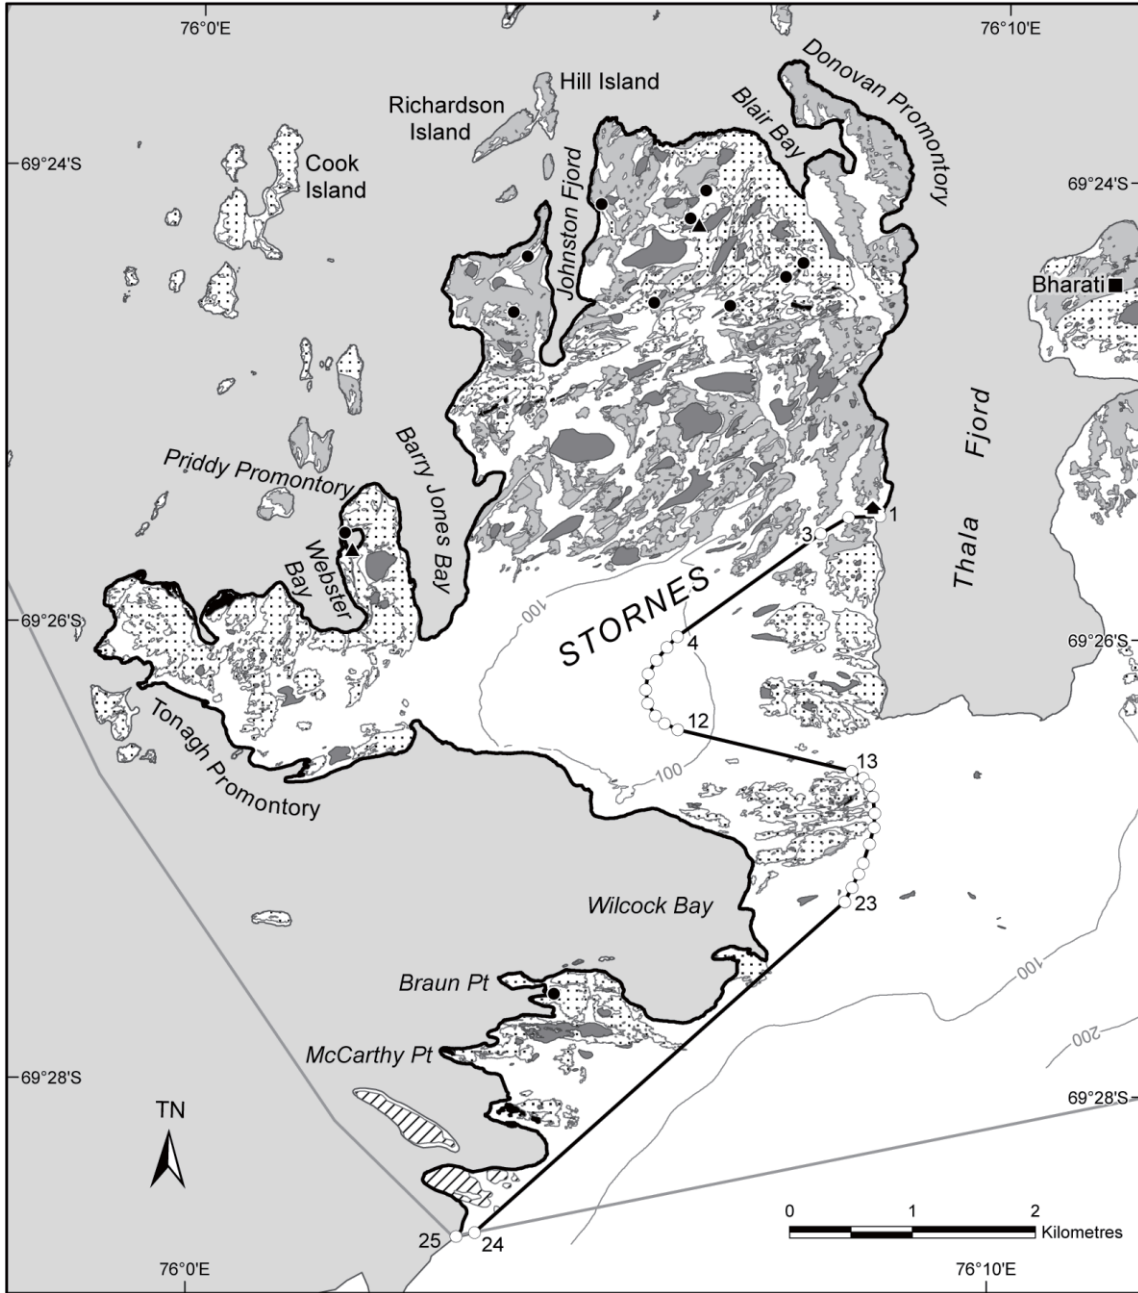 76°0'E
76°10'E
Donovan Promontory
Hill Island
Blair Bay
Richardson
Island
69°24'S
Cook
Island
Johnston Fjord
69°24'S
Bharati
Thala Fjord
Barry Jones Bay
Priddy Promontory
1
3
Webster
Bay
100
STORNES
69°26'S
4
69°26'S
12
Tonagh Promontory
100
13
Wilcock Bay
23
Braun Pt
100
McCarthy Pt
200
69°28'S
69°28'S
TN
0 1 2
Kilometres
25
24
76°0'E
76°10'E